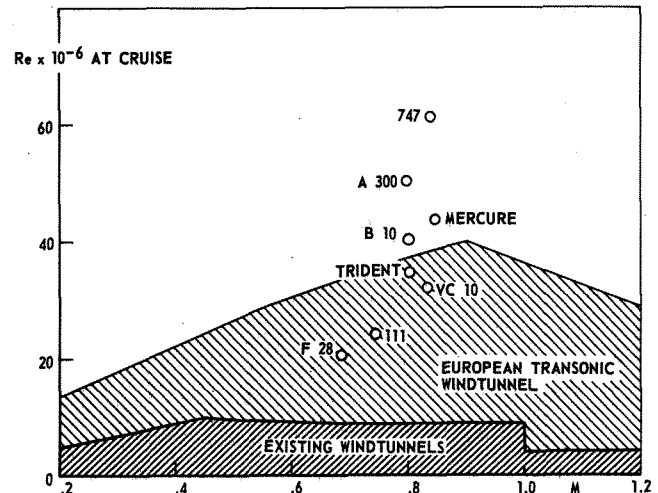 Re x 10⁻⁶ AT CRUISE
60
40
20
0
747
A 300
MERCURE
B 10
TRIDENT
VC 10
111
F 28
EUROPEAN TRANSONIC
WINDTUNNEL
EXISTING WINDTUNNELS
.2
.4
.6
.8
1.0
M
1.2